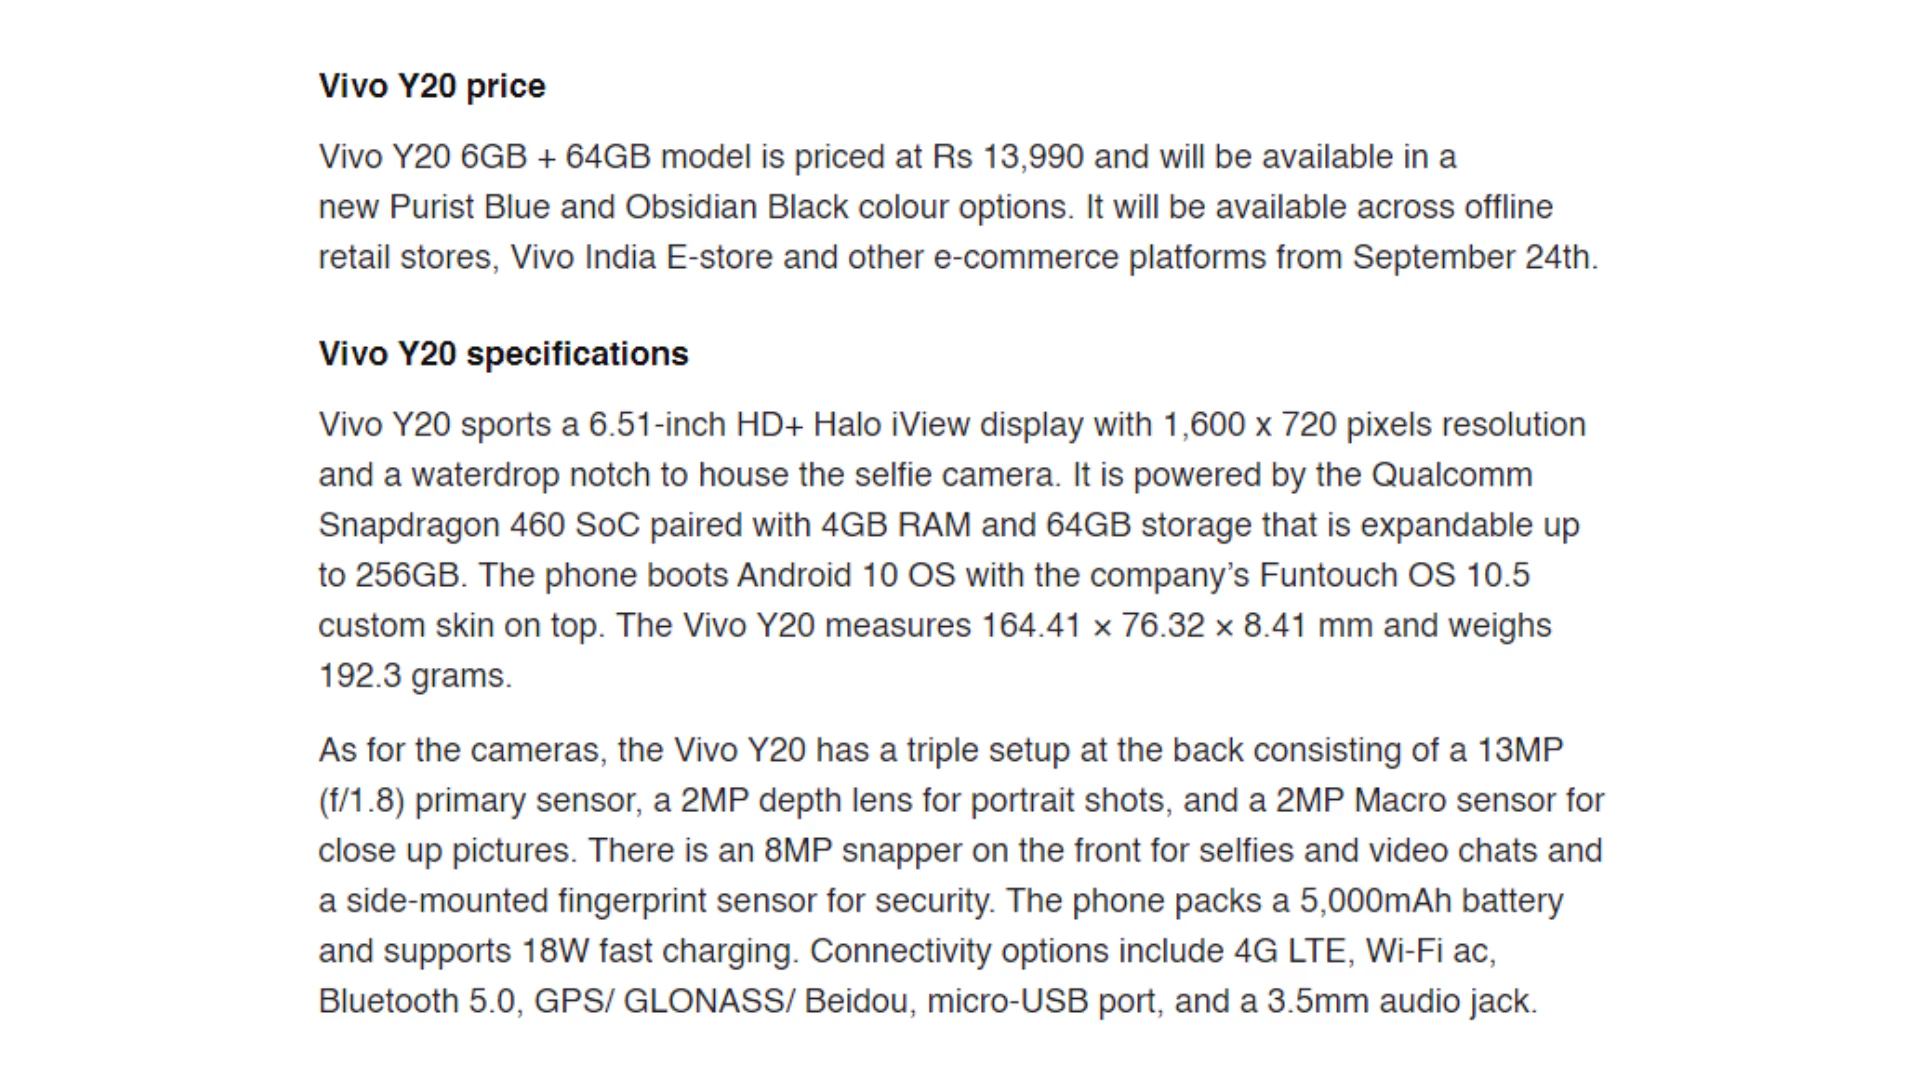 Vivo Y20 price
Vivo Y20 6GB + 64GB model is priced at Rs 13,990 and will be available in a
new Purist Blue and Obsidian Black colour options. It will be available across offline
retail stores, Vivo India E-store and other e-commerce platforms from September 24th.
Vivo Y20 specifications
Vivo Y20 sports a 6.51-inch HD+ Halo iView display with 1,600 x 720 pixels resolution
and a waterdrop notch to house the selfie camera. It is powered by the Qualcomm
Snapdragon 460 SoC paired with 4GB RAM and 64GB storage that is expandable up
to 256GB. The phone boots Android 10 OS with the company’s Funtouch OS 10.5
custom skin on top. The Vivo Y20 measures 164.41 × 76.32 × 8.41 mm and weighs
192.3 grams.
As for the cameras, the Vivo Y20 has a triple setup at the back consisting of a 13MP
(f/1.8) primary sensor, a 2MP depth lens for portrait shots, and a 2MP Macro sensor for
close up pictures. There is an 8MP snapper on the front for selfies and video chats and
a side-mounted fingerprint sensor for security. The phone packs a 5,000mAh battery
and supports 18W fast charging. Connectivity options include 4G LTE, Wi-Fi ac,
Bluetooth 5.0, GPS/ GLONASS/ Beidou, micro-USB port, and a 3.5mm audio jack.